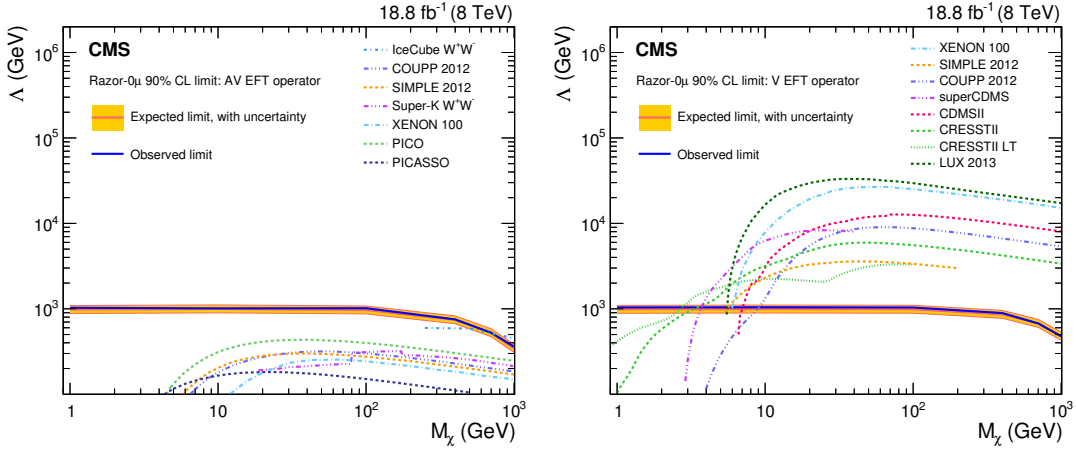 18.8 fb⁻¹ (8 TeV)
CMS
Razor-0μ 90% CL limit: AV EFT operator
Expected limit, with uncertainty
Observed limit
IceCube W⁺W⁻
COUPP 2012
SIMPLE 2012
Super-K W⁺W⁻
XENON 100
PICO
PICASSO
Λ (GeV)
10⁶
10⁵
10⁴
10³
1
10
10²
10³
M_χ (GeV)
18.8 fb⁻¹ (8 TeV)
CMS
Razor-0μ 90% CL limit: V EFT operator
Expected limit, with uncertainty
Observed limit
XENON 100
SIMPLE 2012
COUPP 2012
superCDMS
CDMSII
CRESSTII
CRESSTII LT
LUX 2013
Λ (GeV)
10⁶
10⁵
10⁴
10³
1
10
10²
10³
M_χ (GeV)